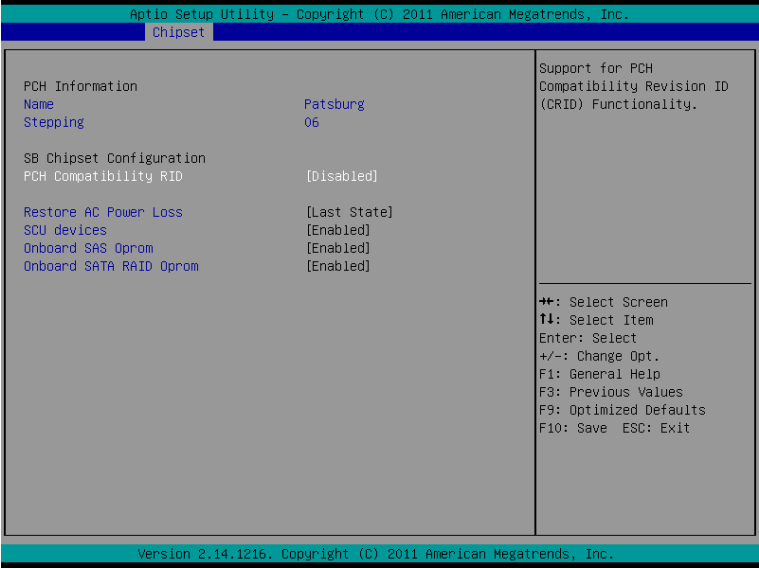 Aptio Setup Utility – Copyright (C) 2011 American Megatrends, Inc.
Chipset
PCH Information
Name Patsburg
Stepping 06
SB Chipset Configuration
PCH Compatibility RID [Disabled]
Restore AC Power Loss [Last State]
SCU devices [Enabled]
Onboard SAS Oprom [Enabled]
Onboard SATA RAID Oprom [Enabled]
Support for PCH
Compatibility Revision ID
(CRID) Functionality.
→←: Select Screen
↑↓: Select Item
Enter: Select
+/-: Change Opt.
F1: General Help
F3: Previous Values
F9: Optimized Defaults
F10: Save ESC: Exit
Version 2.14.1216. Copyright (C) 2011 American Megatrends, Inc.